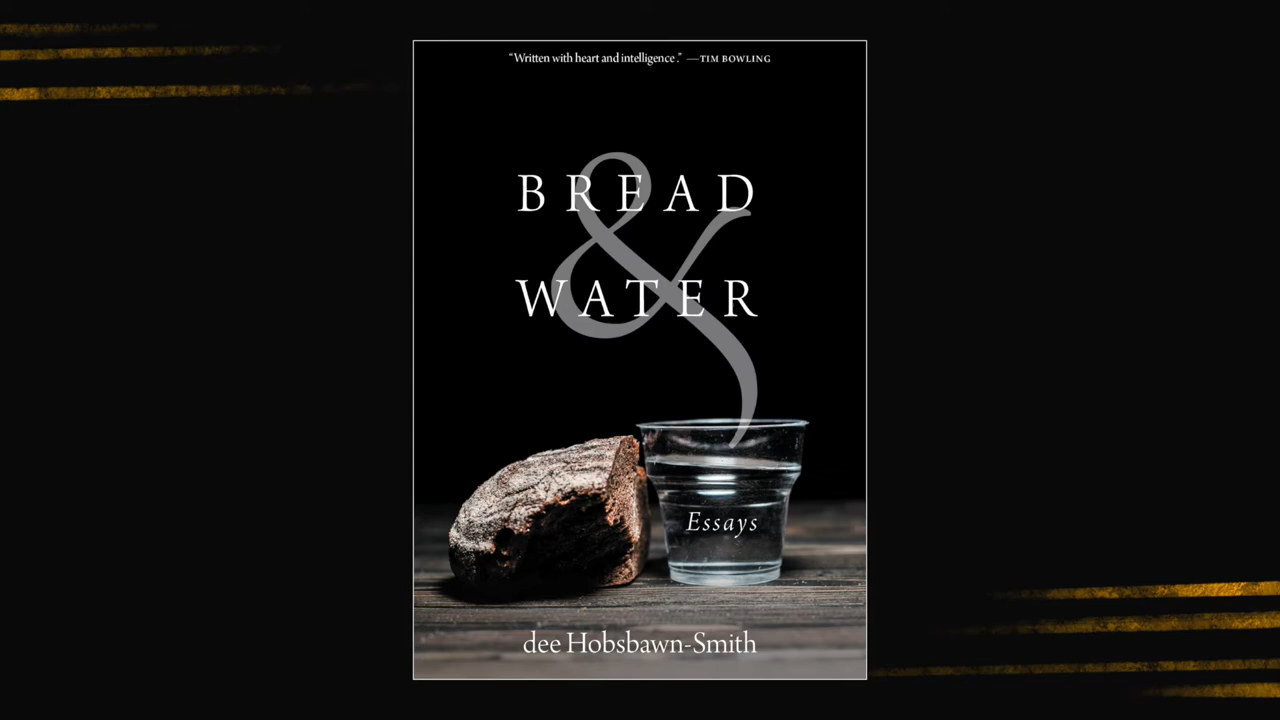 “Written with heart and intelligence.” —TIM BOWLING
BREAD
&
WATER
Essays
dee Hobsbawn-Smith